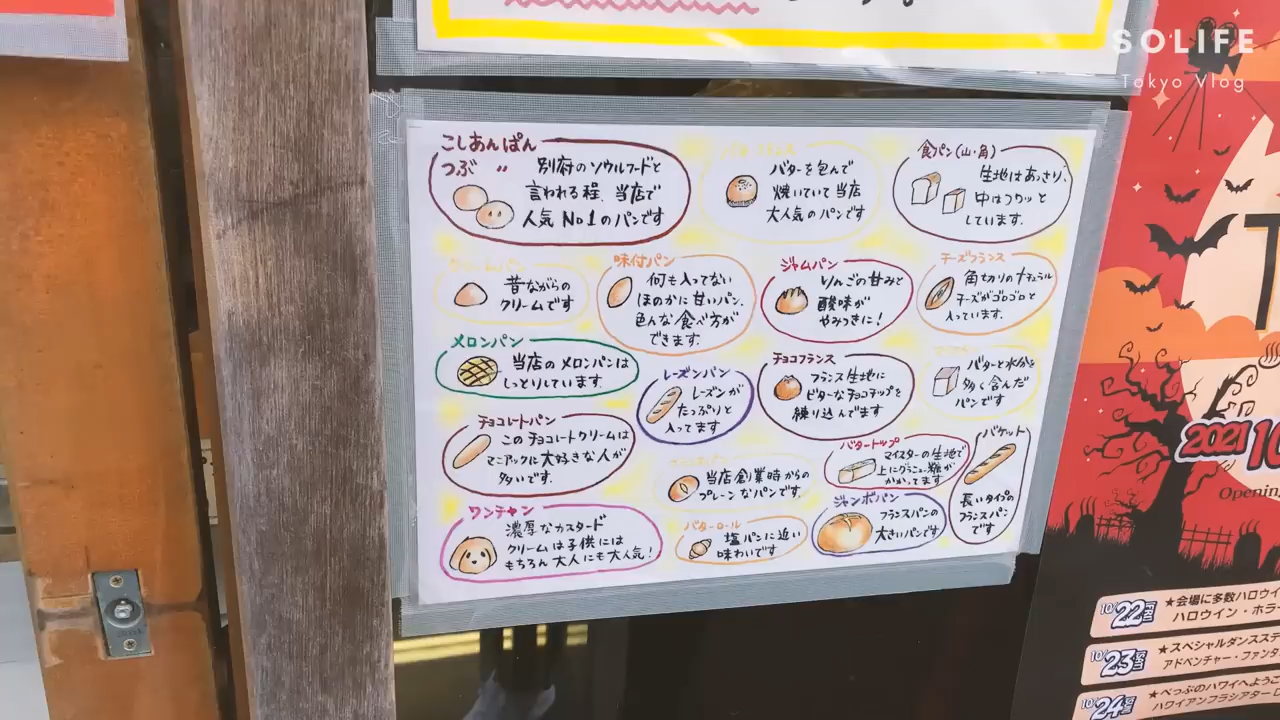 SOLIFE
Tokyo Vlog
こしあんぱん
つぶ 〃
別府のソウルフードと
言われる程、当店で
人気No1のパンです
バターを包んで
焼いていて当店
大人気のパンです
食パン(山・角)
生地はあっさり、
中はフワッと
しています。
昔ながらの
クリームです
味付パン
何も入ってない
ほのかに甘いパン。
色んな食べ方が
できます。
ジャムパン
りんごの甘みと
酸味が
やみつきに!
チーズフランス
角切りのナチュラル
チーズがゴロゴロと
入っています。
メロンパン
当店のメロンパンは
しっとりしています。
レーズンパン
レーズンが
たっぷりと
入ってます
チョコフランス
フランス生地に
ビターなチョコチップを
練り込んでます
バターと水分を
多く含んだ
パンです
チョコレートパン
このチョコレートクリームは
マニアックに大好きな人が
多いです。
当店創業時からの
プレーンなパンです。
バタートップ
マイスターの生地で
上にグラニュー糖が
かかってます
バケット
長いタイプの
フランスパン
です
ワンチャン
濃厚なカスタード
クリームは子供には
もちろん大人にも大人気!
バターロール
塩パンに近い
味わいです
ジャンボパン
フランスパンの
大きいパンです
2021
10/22 FRI
★会場に多数ハロウィ
ハロウイン・ホラ
10/23 SAT
★スペシャルダンスステ
アドベンチャー・ファンタ
10/24
★べっぷのハワイへようこ
ハワイアンフラシアター